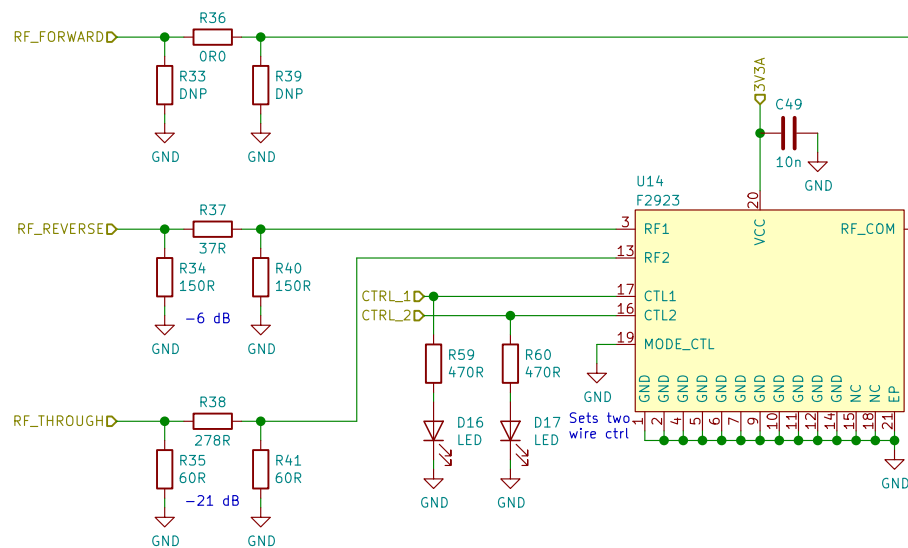 RF_FORWARD
R36
0R0
R33
DNP
R39
DNP
GND
GND
3V3A
C49
10n
GND
U14
F2923
20
VCC
RF_REVERSE
R37
37R
3
RF1
RF_COM
13
RF2
R34
150R
R40
150R
-6 dB
GND
GND
CTRL_1
17
CTL1
CTRL_2
16
CTL2
19
MODE_CTL
R59
470R
R60
470R
GND
D16
LED
D17
LED
Sets two
wire ctrl
GND
GND
GND GND GND GND GND GND GND GND GND GND GND NC NC EP
1 2 4 5 6 7 9 10 11 12 14 15 18 21
GND
RF_THROUGH
R38
278R
R35
60R
R41
60R
-21 dB
GND
GND